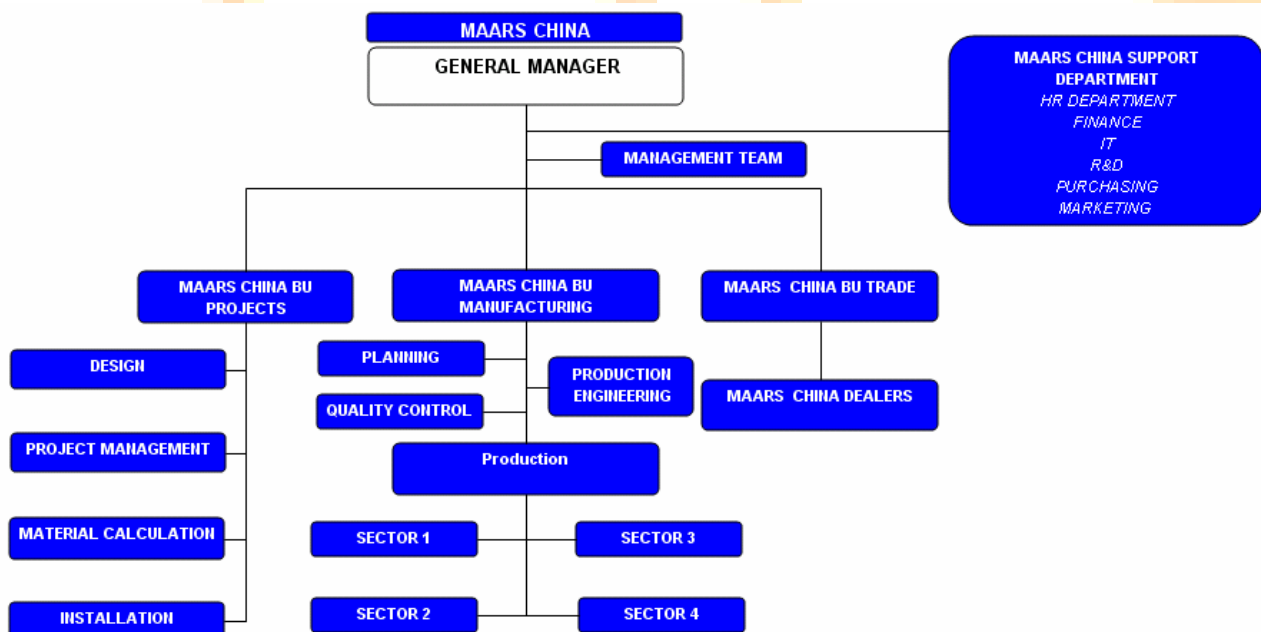 MAARS CHINA
GENERAL MANAGER
MAARS CHINA SUPPORT
DEPARTMENT
HR DEPARTMENT
FINANCE
IT
R&D
PURCHASING
MARKETING
MANAGEMENT TEAM
MAARS CHINA BU
PROJECTS
MAARS CHINA BU
MANUFACTURING
MAARS CHINA BU TRADE
DESIGN
PROJECT MANAGEMENT
MATERIAL CALCULATION
INSTALLATION
PLANNING
PRODUCTION
ENGINEERING
QUALITY CONTROL
Production
SECTOR 1
SECTOR 3
SECTOR 2
SECTOR 4
MAARS CHINA DEALERS